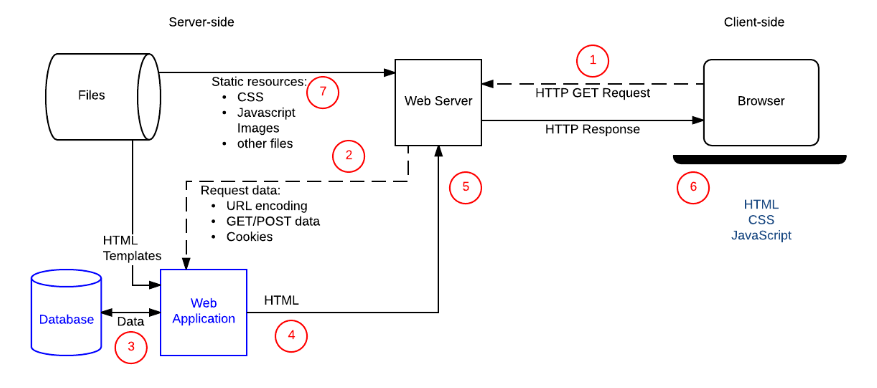 Server-side
Client-side
Files
Static resources:
• CSS
• Javascript
Images
• other files
7
Web Server
1
HTTP GET Request
HTTP Response
Browser
2
Request data:
• URL encoding
• GET/POST data
• Cookies
5
6
HTML
CSS
JavaScript
HTML
Templates
Database
Data
3
Web
Application
HTML
4